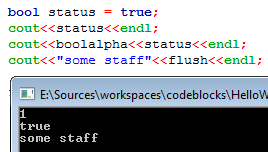 bool status = true;
cout<<status<<endl;
cout<<boolalpha<<status<<endl;
cout<<"some staff"<<flush<<endl;
E:\Sources\workspaces\codeblocks\HelloW
1
true
some staff